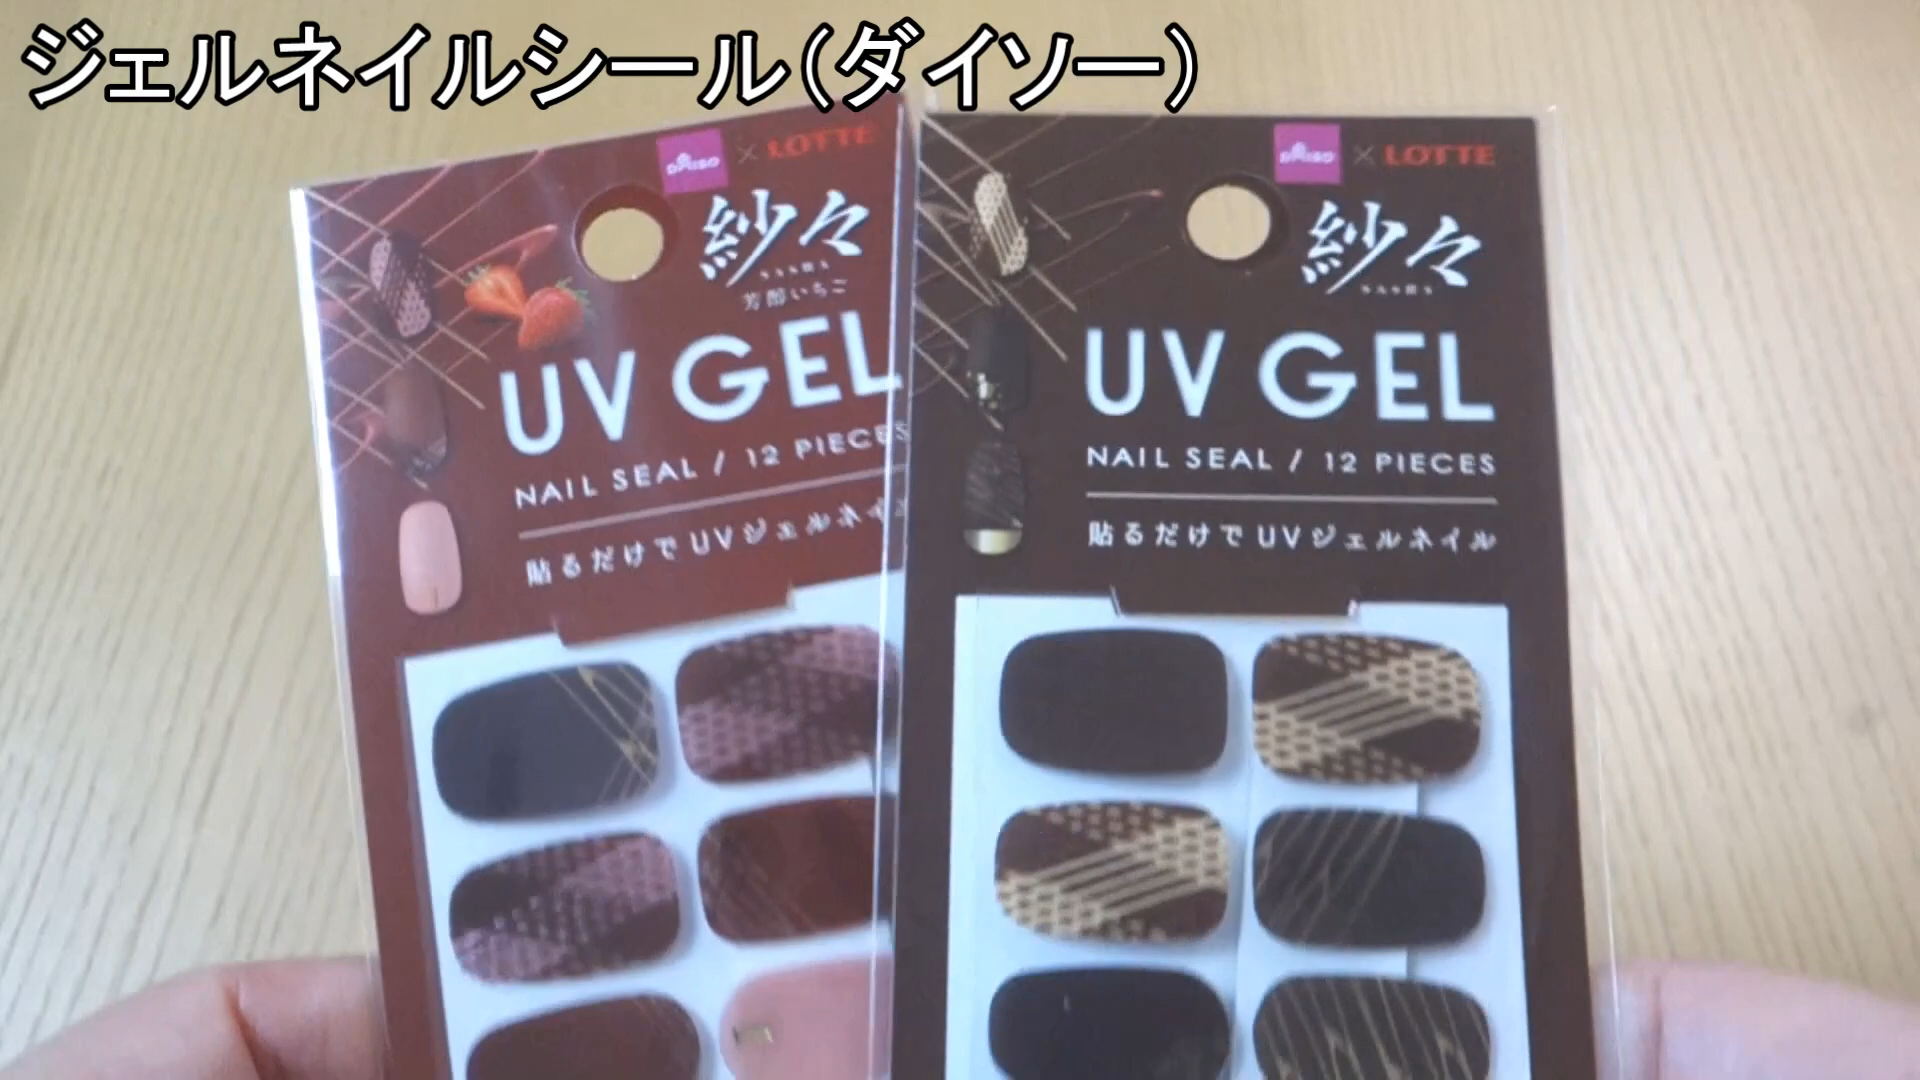 ジェルネイルシール（ダイソー）
DAISO × LOTTE
紗々
SASHA
芳醇いちご
UV GEL
NAIL SEAL / 12 PIECES
貼るだけでUVジェルネイル
DAISO × LOTTE
紗々
SASHA
UV GEL
NAIL SEAL / 12 PIECES
貼るだけでUVジェルネイル